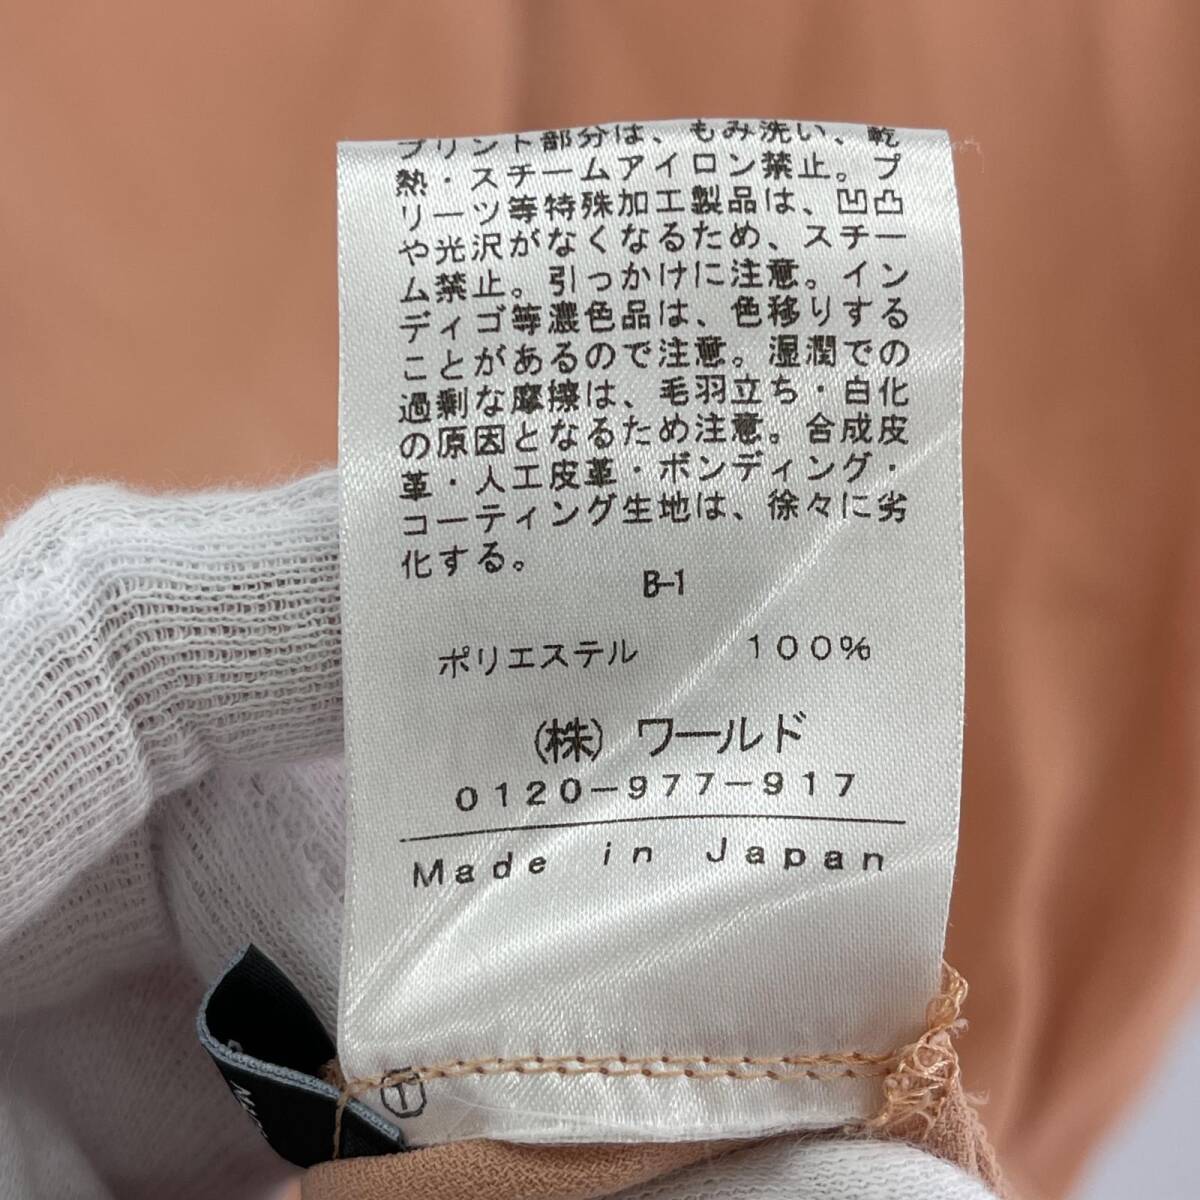 プリント部分は、もみ洗い、乾
熱・スチームアイロン禁止。プ
リーツ等特殊加工製品は、凹凸
や光沢がなくなるため、スチー
ム禁止。引っかけに注意。イン
ディゴ等濃色品は、色移りする
ことがあるので注意。湿潤での
過剰な摩擦は、毛羽立ち・白化
の原因となるため注意。合成皮
革・人工皮革・ボンディング・
コーティング生地は、徐々に劣
化する。
B-1
ポリエステル 100%
(株) ワールド
0120-977-917
Made in Japan